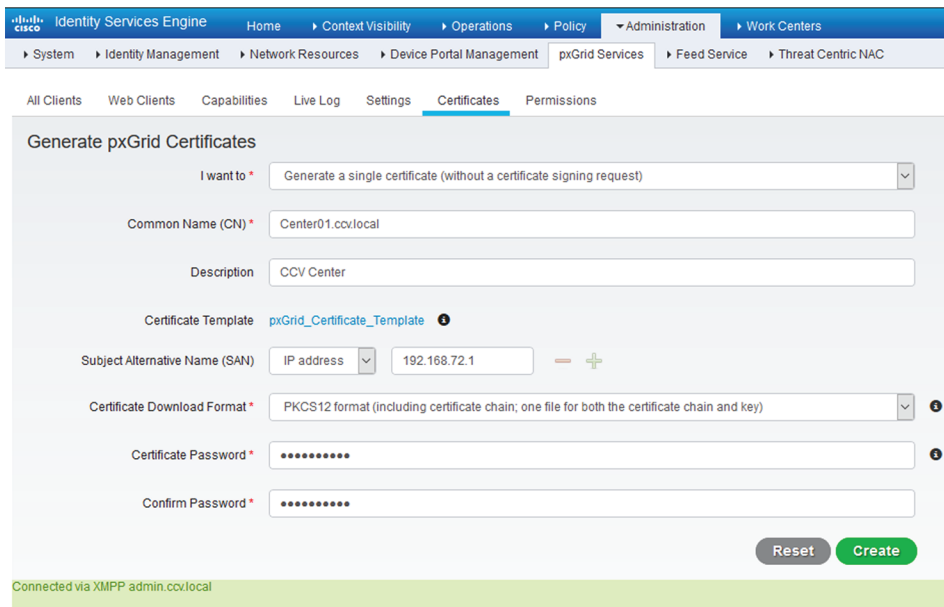 cisco Identity Services Engine Home Context Visibility Operations Policy Administration Work Centers
System Identity Management Network Resources Device Portal Management pxGrid Services Feed Service Threat Centric NAC
All Clients Web Clients Capabilities Live Log Settings Certificates Permissions
Generate pxGrid Certificates
I want to * Generate a single certificate (without a certificate signing request)
Common Name (CN) * Center01.ccv.local
Description CCV Center
Certificate Template pxGrid_Certificate_Template
Subject Alternative Name (SAN) IP address 192.168.72.1
Certificate Download Format * PKCS12 format (including certificate chain; one file for both the certificate chain and key)
Certificate Password * ••••••••••
Confirm Password * ••••••••••
Reset Create
Connected via XMPP admin.ccv.local